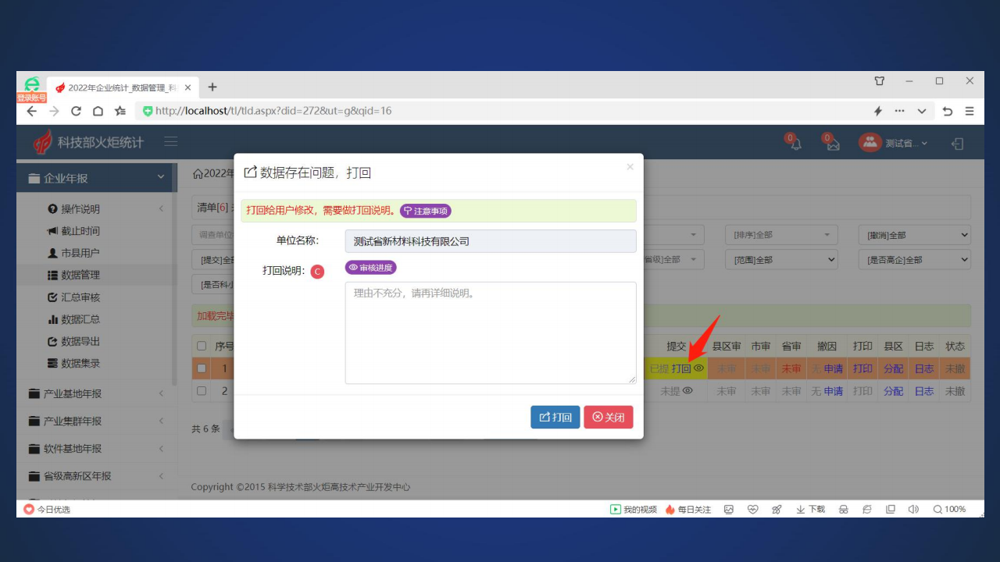 登录账号
2022年企业统计_数据管理_科
http://localhost/tl/tld.aspx?did=272&ut=g&qid=16
科技部火炬统计
0
0
测试省...
企业年报
操作说明
截止时间
市县用户
数据管理
汇总审核
数据汇总
数据导出
数据集录
产业基地年报
产业集群年报
软件基地年报
省级高新区年报
2022年
清单[6]
调查单位
[排序]全部
[撤消]全部
[提交]全
省级]全部
[范围]全部
[是否高企]全部
[是否科小
加载完毕
序号
提交 县区审 市审 省审 撤因 打印 县区 日志 状态
1
已提 打回 未审 未审 未审 无 申请 打印 分配 日志 未撤
2
未提 未审 未审 未审 无 申请 打印 分配 日志 未撤
共 6 条
Copyright ©2015 科学技术部火炬高技术产业开发中心
数据存在问题，打回
×
打回给用户修改，需要做打回说明。 注意事项
单位名称： 测试省新材料科技有限公司
打回说明： C 审核进度
理由不充分，请再详细说明。
打回 关闭
今日优选
我的视频 每日关注 下载 100%